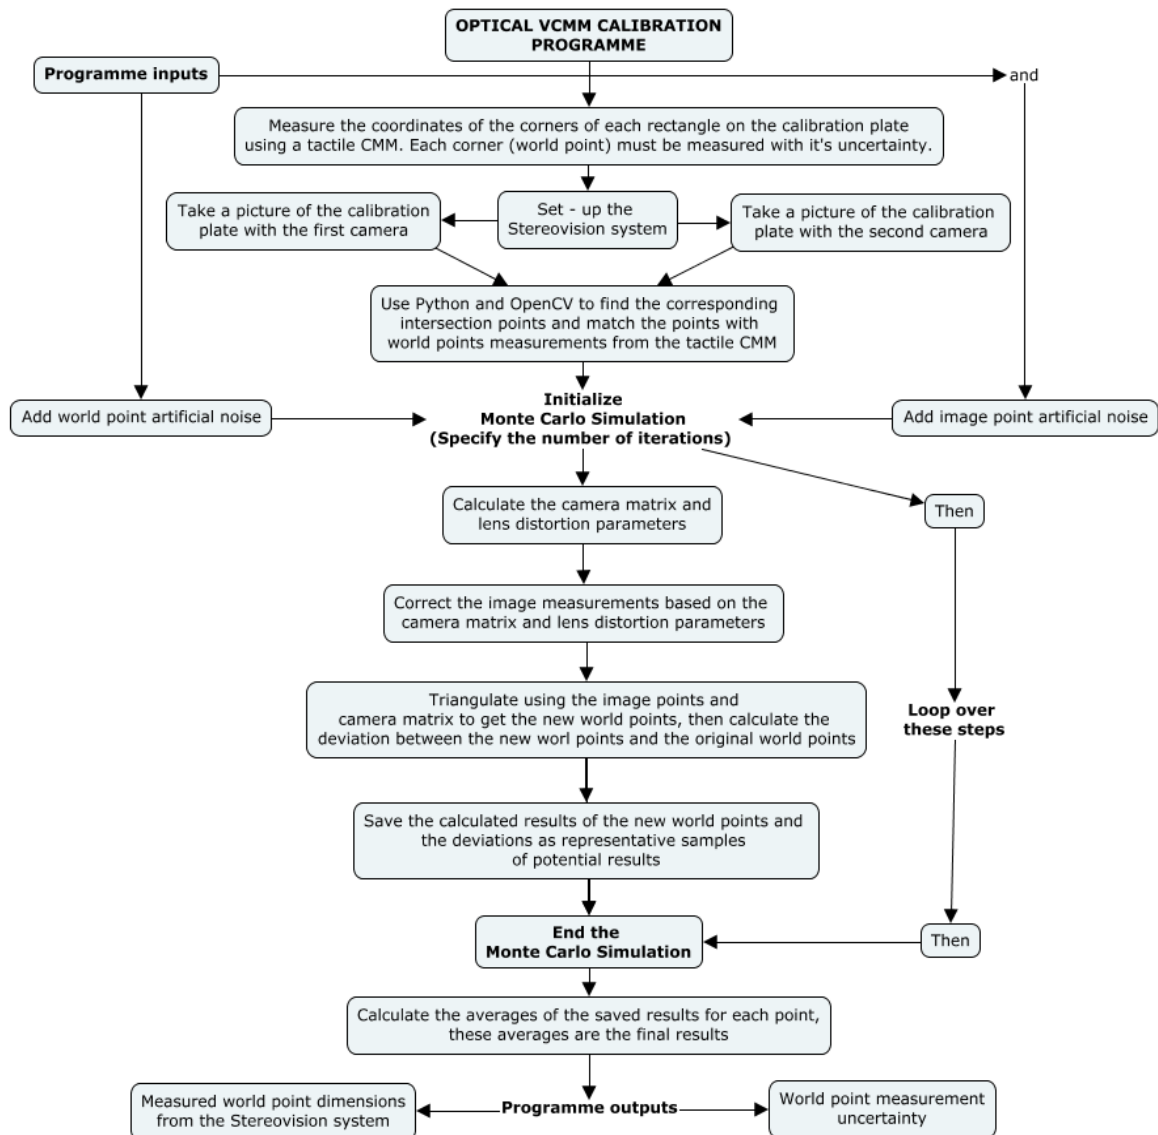 OPTICAL VCMM CALIBRATION
PROGRAMME
Programme inputs
and
Measure the coordinates of the corners of each rectangle on the calibration plate
using a tactile CMM. Each corner (world point) must be measured with it's uncertainty.
Take a picture of the calibration
plate with the first camera
Set - up the
Stereovision system
Take a picture of the calibration
plate with the second camera
Use Python and OpenCV to find the corresponding
intersection points and match the points with
world points measurements from the tactile CMM
Add world point artificial noise
Initialize
Monte Carlo Simulation
(Specify the number of iterations)
Add image point artificial noise
Calculate the camera matrix and
lens distortion parameters
Then
Correct the image measurements based on the
camera matrix and lens distortion parameters
Triangulate using the image points and
camera matrix to get the new world points, then calculate the
deviation between the new worl points and the original world points
Loop over
these steps
Save the calculated results of the new world points and
the deviations as representative samples
of potential results
End the
Monte Carlo Simulation
Then
Calculate the averages of the saved results for each point,
these averages are the final results
Measured world point dimensions
from the Stereovision system
Programme outputs
World point measurement
uncertainty